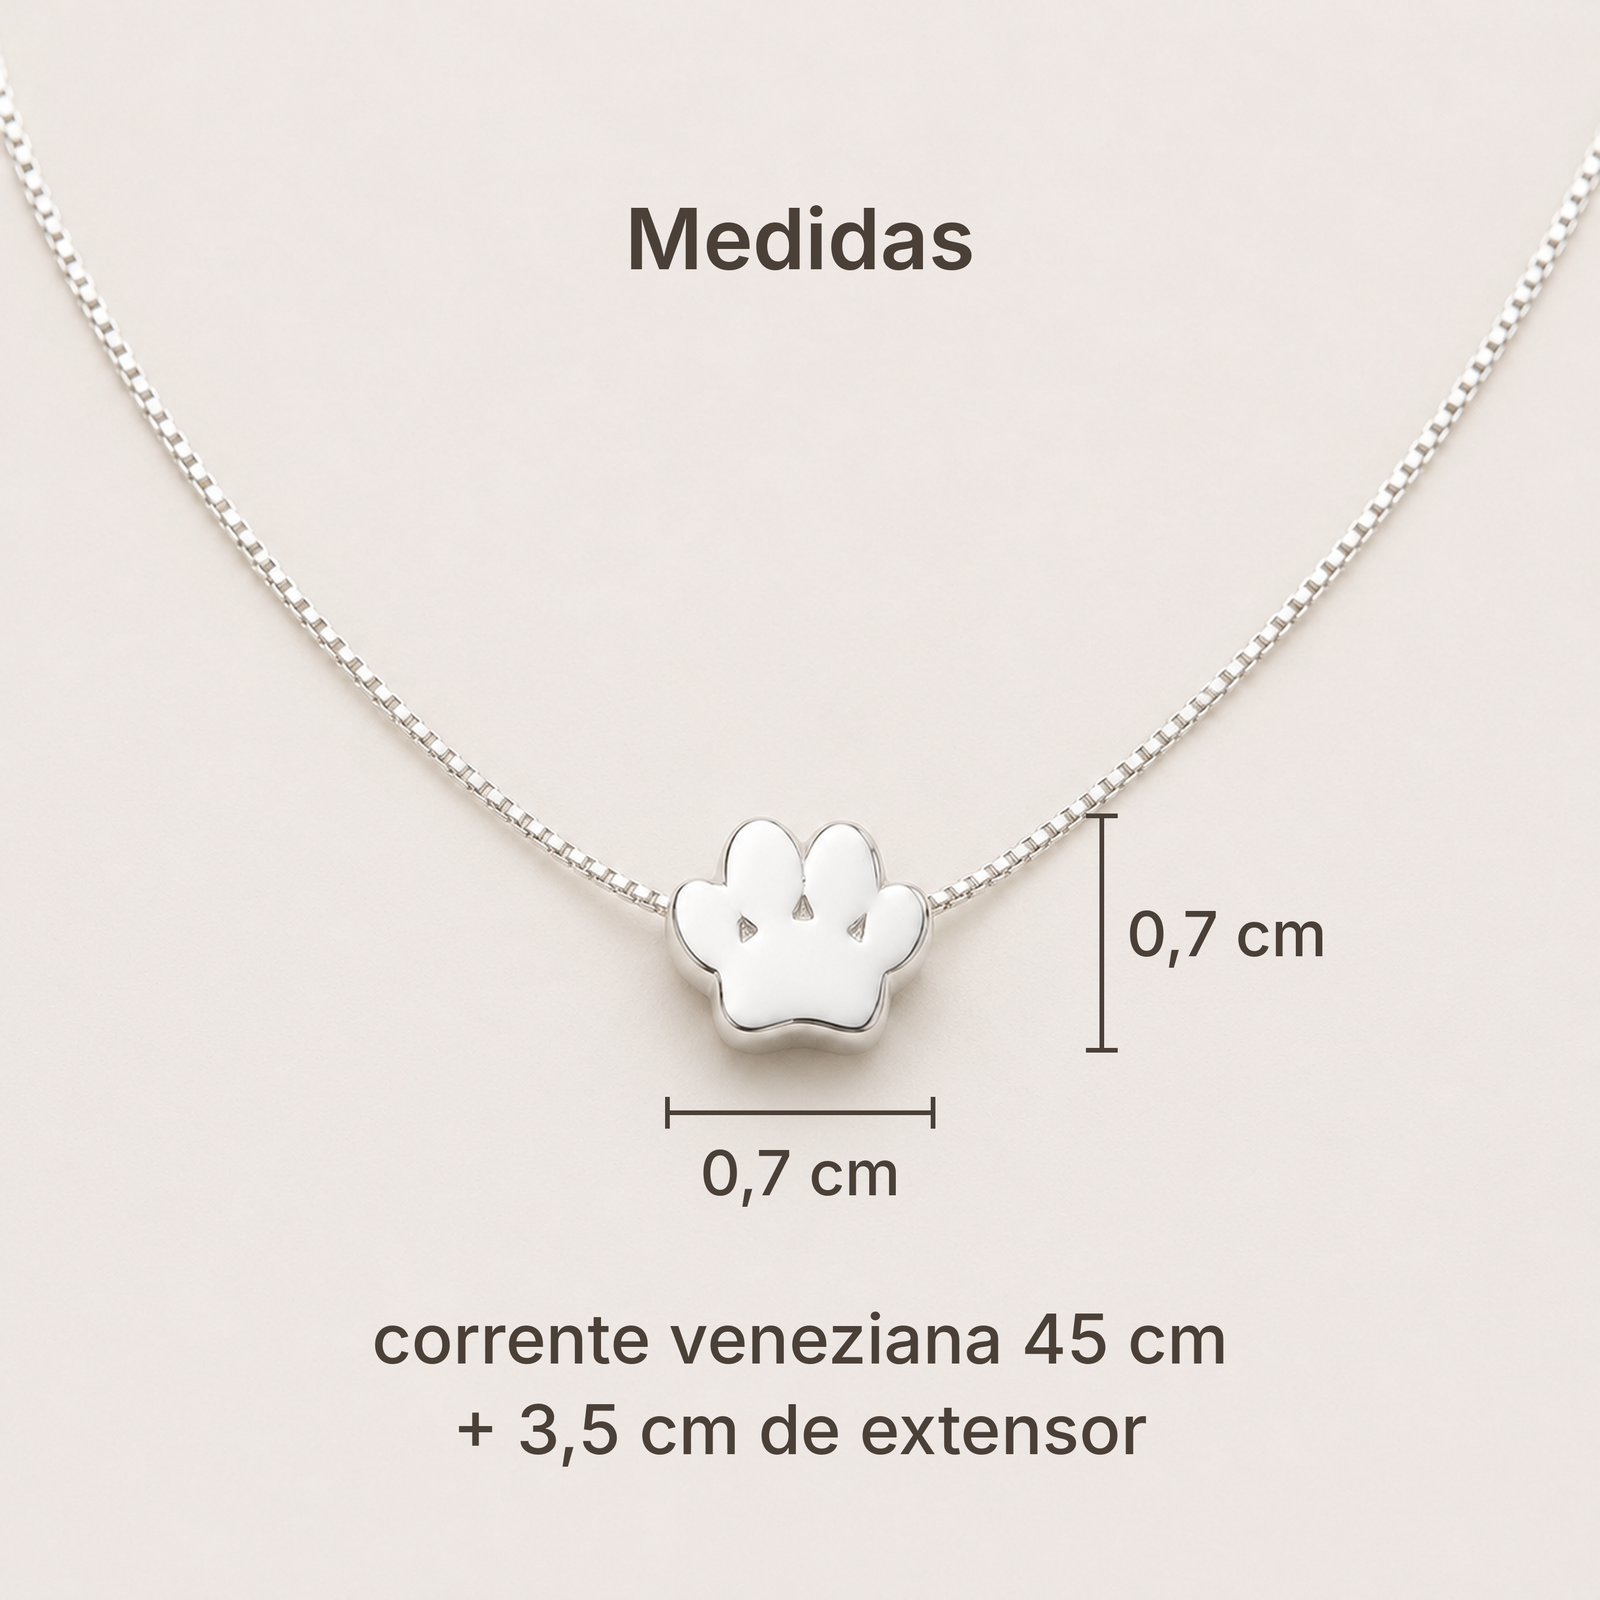 Medidas
0,7 cm
0,7 cm
corrente veneziana 45 cm
+ 3,5 cm de extensor